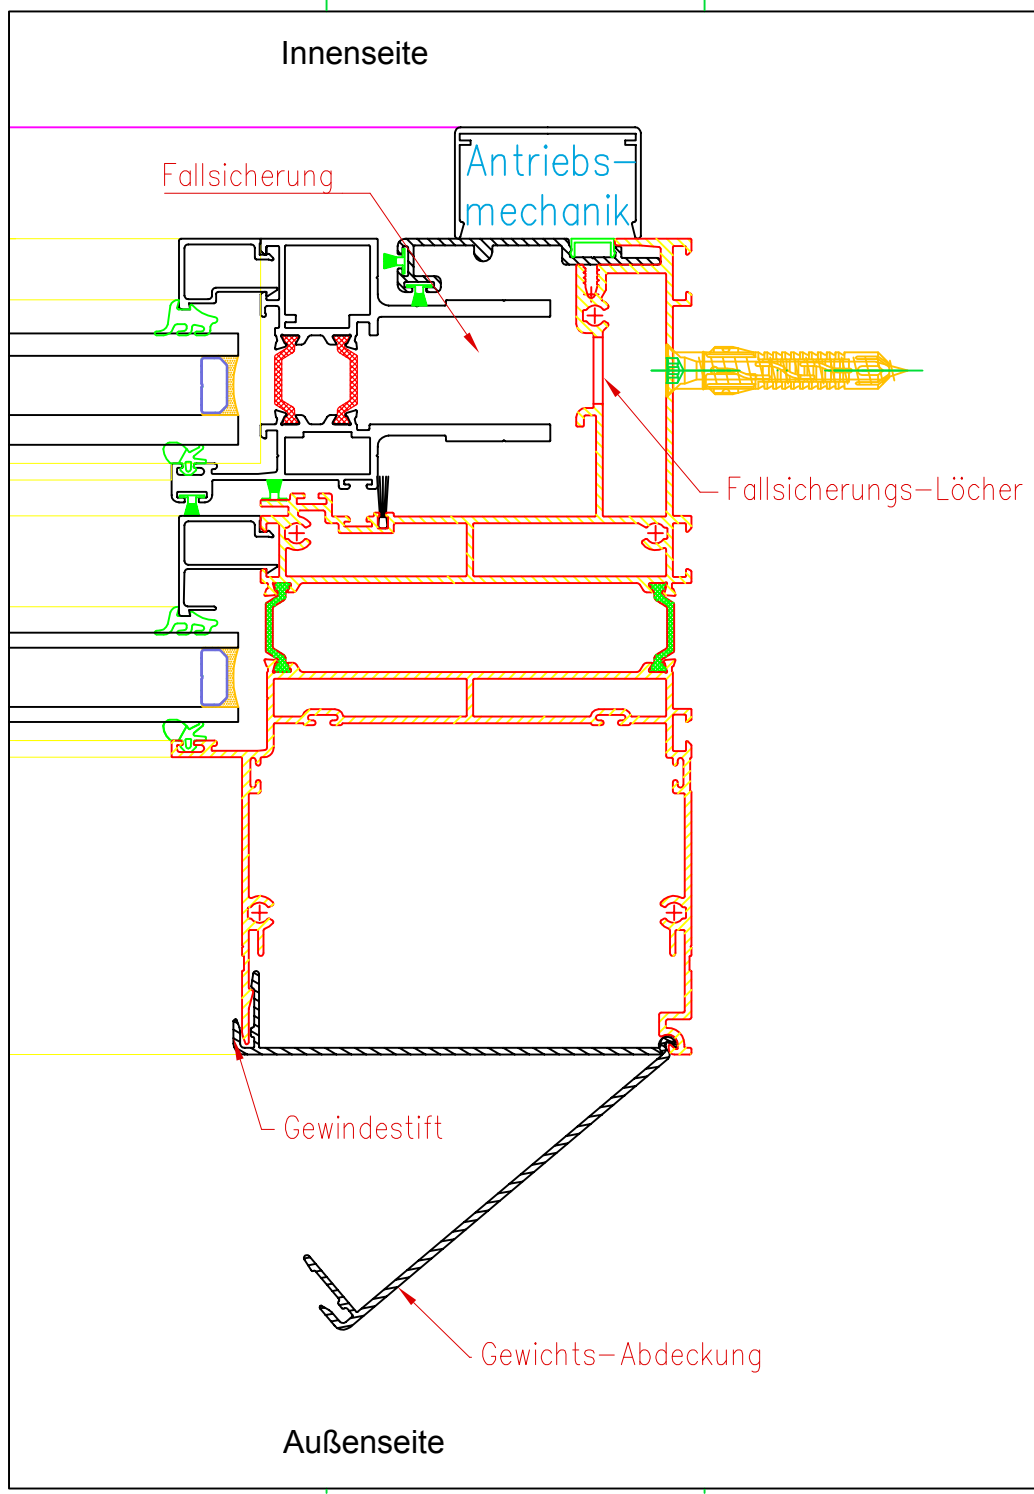 Innenseite
Antriebs-
mechanik
Fallsicherung
Fallsicherungs-Löcher
Gewindestift
Gewichts-Abdeckung
Außenseite